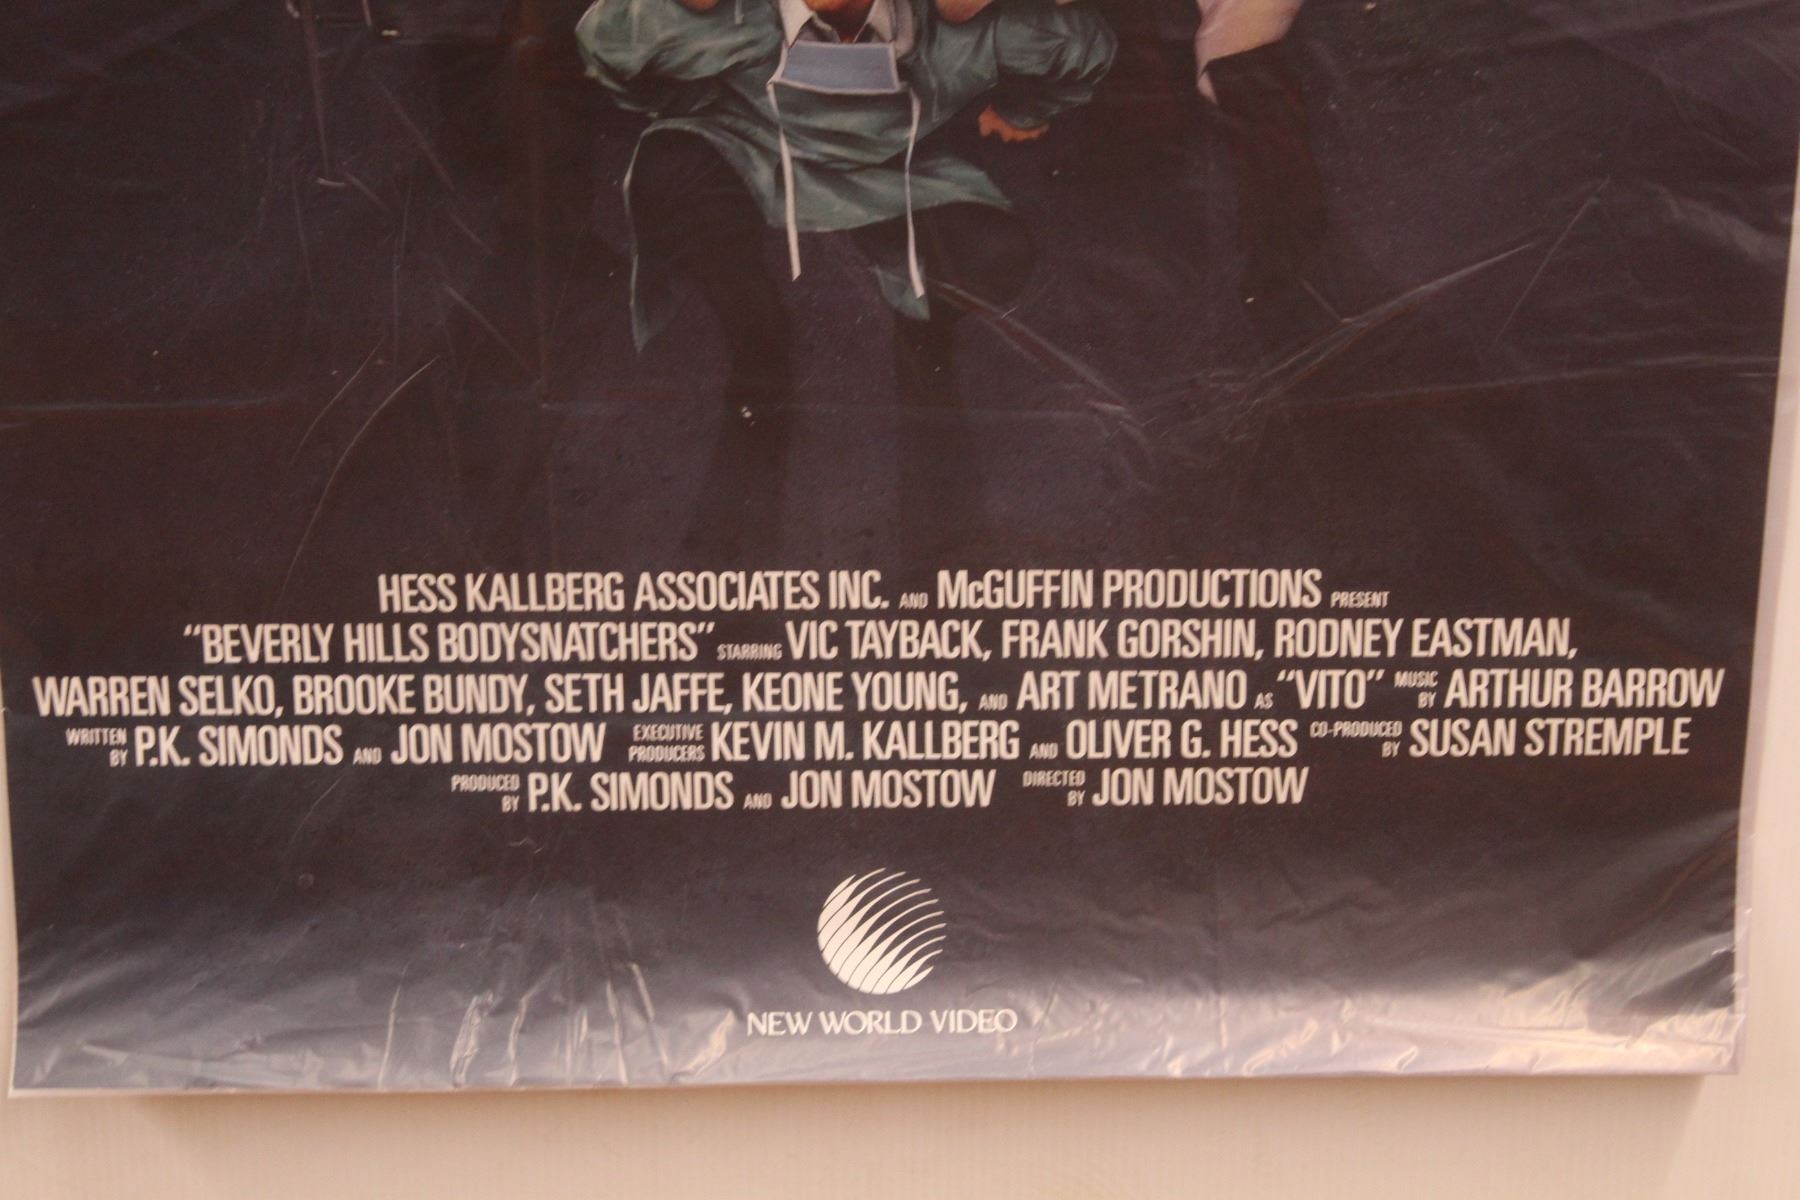 HESS KALLBERG ASSOCIATES INC. AND McGUFFIN PRODUCTIONS PRESENT
"BEVERLY HILLS BODYSNATCHERS" STARRING VIC TAYBACK, FRANK GORSHIN, RODNEY EASTMAN,
WARREN SELKO, BROOKE BUNDY, SETH JAFFE, KEONE YOUNG, AND ART METRANO AS "VITO" MUSIC BY ARTHUR BARROW
WRITTEN BY P.K. SIMONDS AND JON MOSTOW EXECUTIVE PRODUCERS KEVIN M. KALLBERG AND OLIVER G. HESS CO-PRODUCED BY SUSAN STREMPLE
PRODUCED BY P.K. SIMONDS AND JON MOSTOW DIRECTED BY JON MOSTOW
NEW WORLD VIDEO